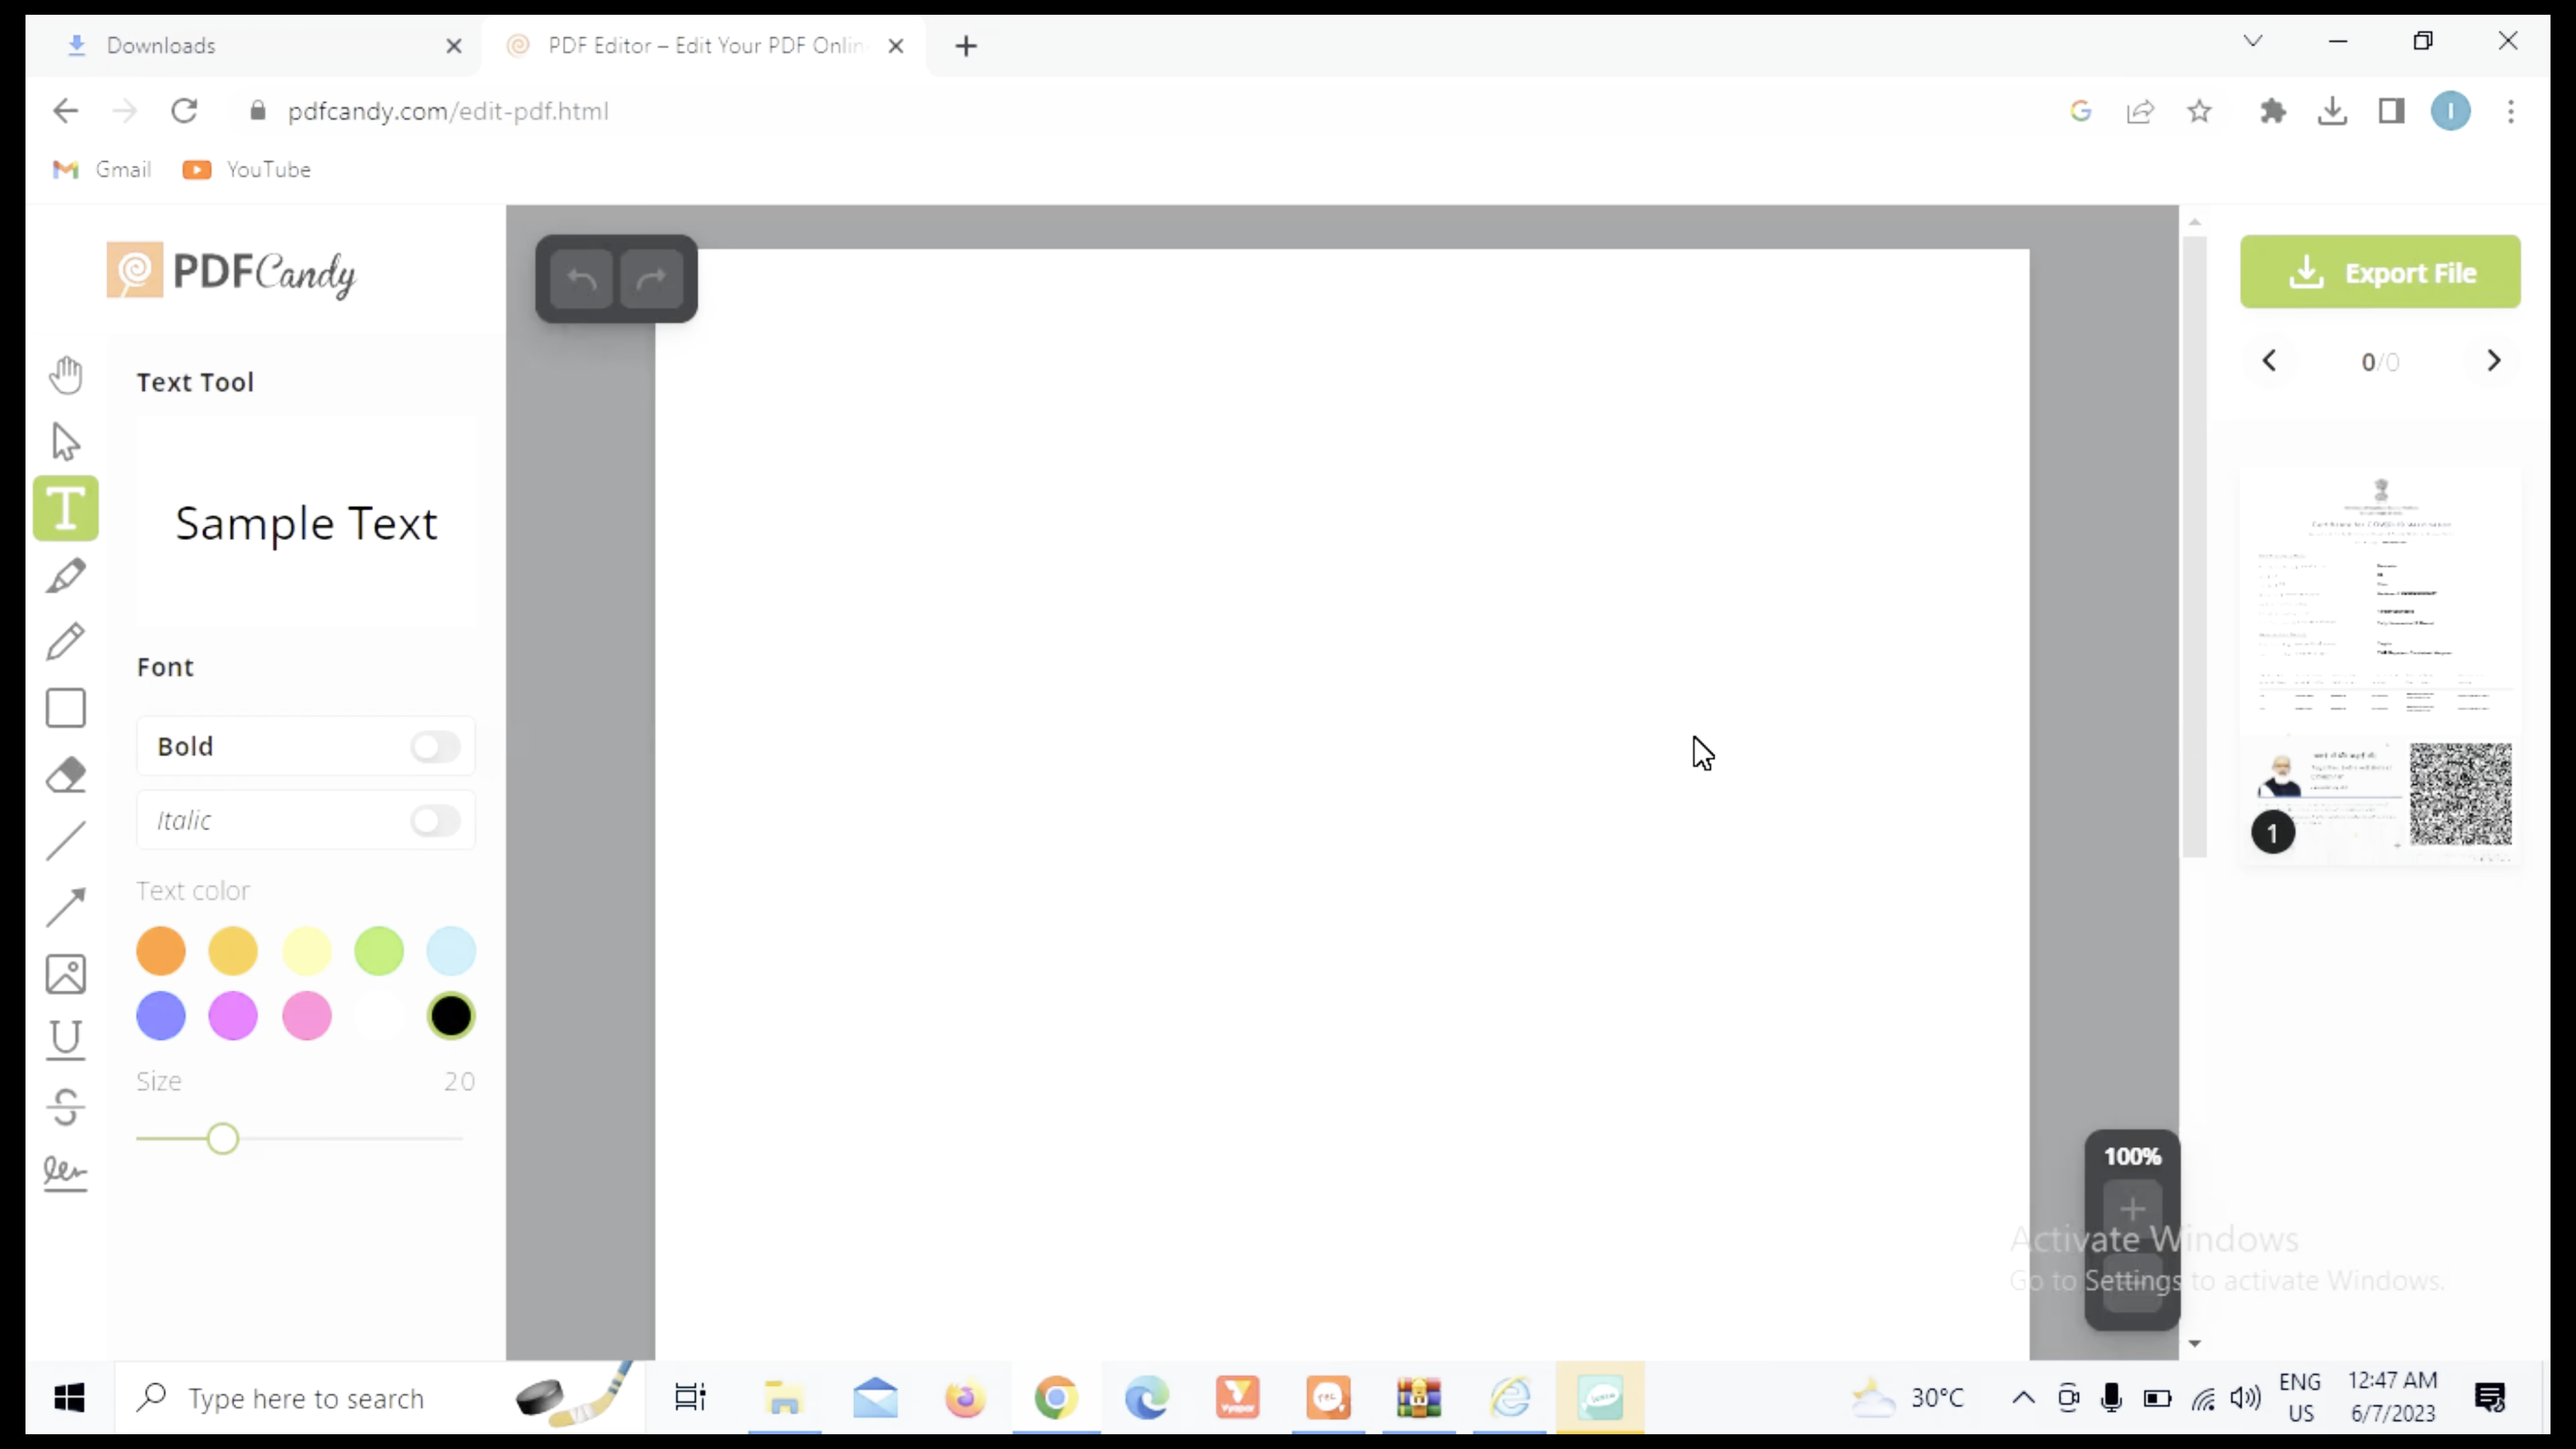 Downloads
PDF Editor – Edit Your PDF Onlin
pdfcandy.com/edit-pdf.html
Gmail
YouTube
PDFCandy
Export File
0/0
Text Tool
Sample Text
Font
Bold
Italic
Text color
Size 20
1
100%
Activate Windows
Go to Settings to activate Windows.
Type here to search
30°C
ENG
US
12:47 AM
6/7/2023